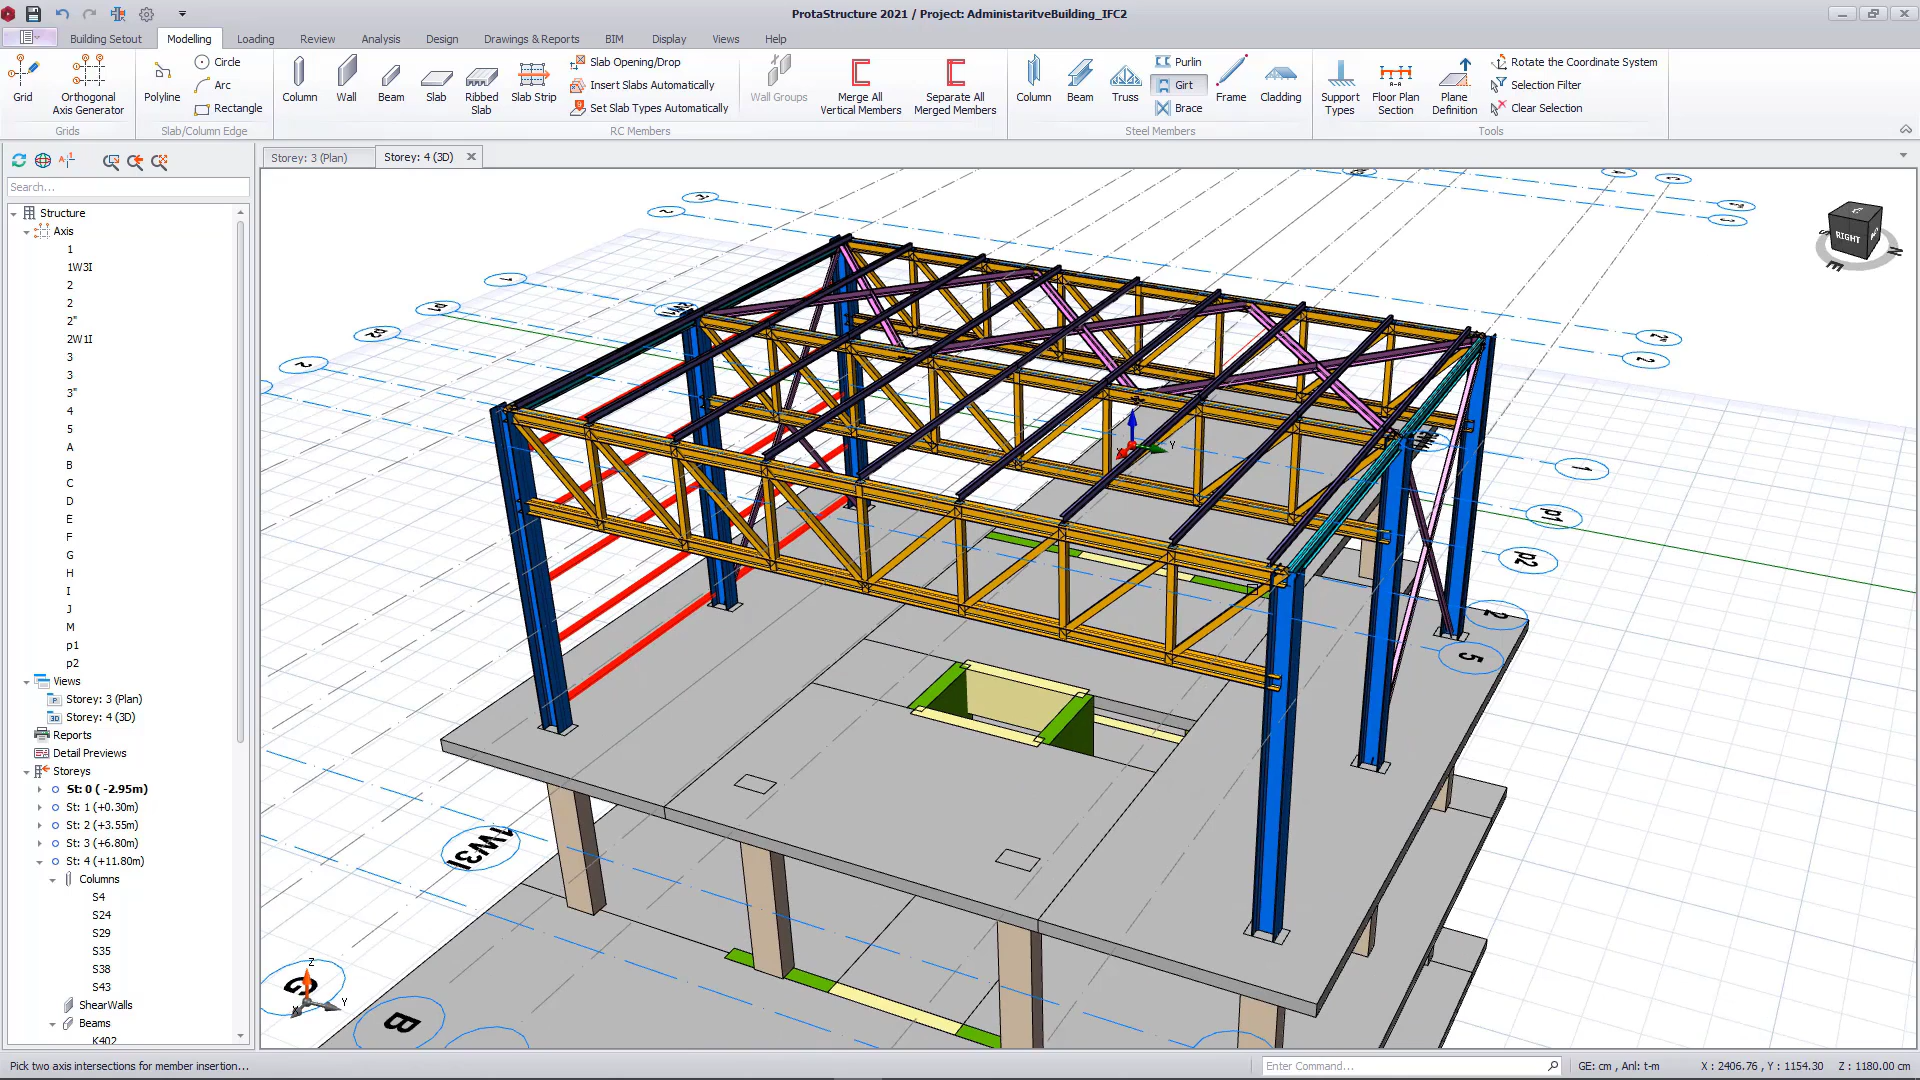 ProtaStructure 2021 / Project: AdministaritveBuilding_IFC2
Building Setout
Modelling
Loading
Review
Analysis
Design
Drawings & Reports
BIM
Display
Views
Help
Grid
Orthogonal
Axis Generator
Grids
Polyline
Circle
Arc
Rectangle
Slab/Column Edge
Column
Wall
Beam
Slab
Ribbed
Slab
Slab Strip
Slab Opening/Drop
Insert Slabs Automatically
Set Slab Types Automatically
Wall Groups
Merge All
Vertical Members
Separate All
Merged Members
RC Members
Column
Beam
Truss
Purlin
Girt
Brace
Frame
Cladding
Steel Members
Support
Types
Floor Plan
Section
Plane
Definition
Rotate the Coordinate System
Selection Filter
Clear Selection
Tools
Storey: 3 (Plan)
Storey: 4 (3D)
Search...
Structure
Axis
1
1W3I
2
2
2"
2W1I
3
3
3"
4
5
A
B
C
D
E
F
G
H
I
J
M
p1
p2
Views
Storey: 3 (Plan)
Storey: 4 (3D)
Reports
Detail Previews
Storeys
St: 0 ( -2.95m)
St: 1 (+0.30m)
St: 2 (+3.55m)
St: 3 (+6.80m)
St: 4 (+11.80m)
Columns
S4
S24
S29
S35
S38
S43
ShearWalls
Beams
K402
RIGHT
S
E
N
1
p1
p2
2
2
1
p1
p2
2
5
2
1W3I
G
B
Z
Y
X
Y
Pick two axis intersections for member insertion...
Enter Command...
GE: cm , Anl: t-m
X : 2406.76 , Y : 1154.30
Z : 1180.00 cm